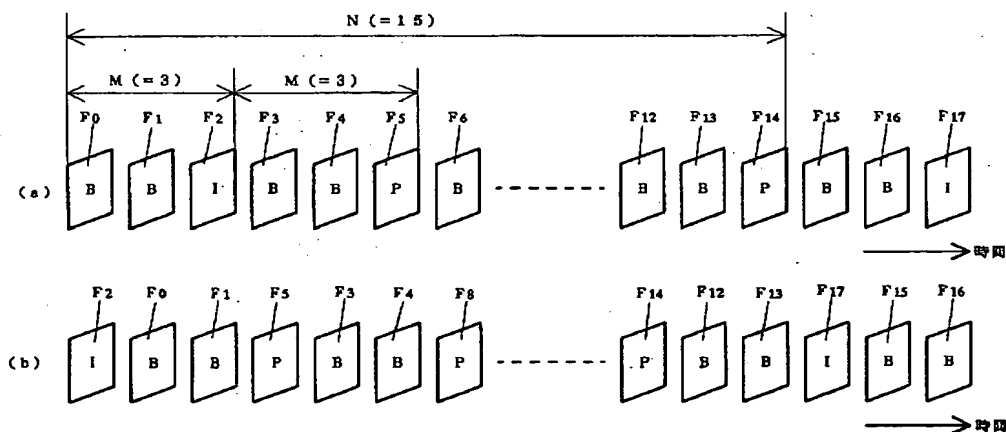 N (=15)
M (=3) M (=3)
F0 F1 F2 F3 F4 F5 F6 F12 F13 F14 F15 F16 F17
(a) B B I B B P B B B P B B I
時間
F2 F0 F1 F5 F3 F4 F8 F14 F12 F13 F17 F15 F16
(b) I B B P B B P P B B I B B
時間